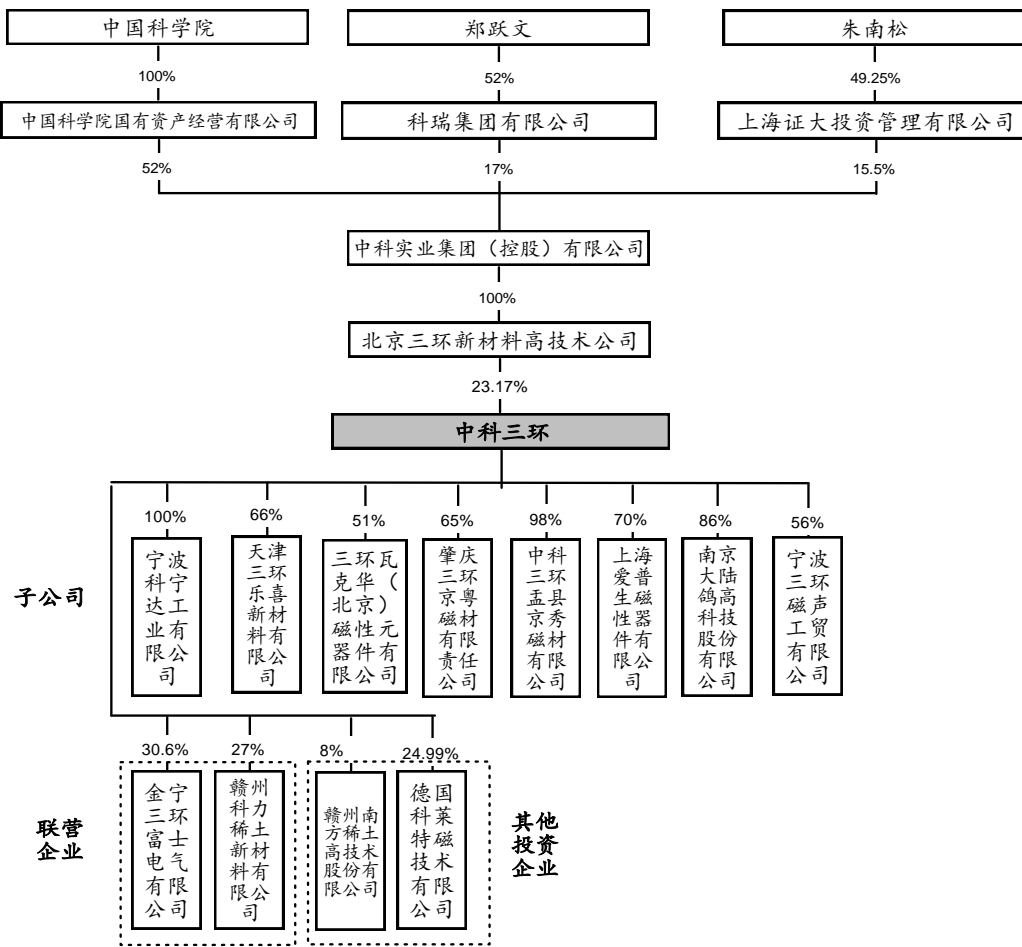 中国科学院
郑跃文
朱南松
100%
52%
49.25%
中国科学院国有资产经营有限公司
科瑞集团有限公司
上海证大投资管理有限公司
52%
17%
15.5%
中科实业集团（控股）有限公司
100%
北京三环新材料高技术公司
23.17%
中科三环
子公司
100%
宁波
科宁
达工
业有
限公
司
66%
天津
三环
乐喜
新材
料有
限公
司
51%
三环瓦
克华（
北京）
磁性元
器件有
限公司
65%
肇庆
三环
京粤
磁材
有限
责任
公司
98%
中科
三环
盂县
京秀
磁材
有限
公司
70%
上海
爱普
生磁
性器
件有
限公
司
86%
南京
大陆
鸽高
科技
股份
有限
公司
56%
宁波
三环
磁声
工贸
有限
公司
联营
企业
30.6%
金宁
三环
富士
电气
有限
公司
27%
赣州
科力
稀土
新材
料有
限公
司
8%
赣州南
方稀土
高技术
股份有
限公司
24.99%
德国
科莱
特磁
技术
有限
公司
其他
投资
企业